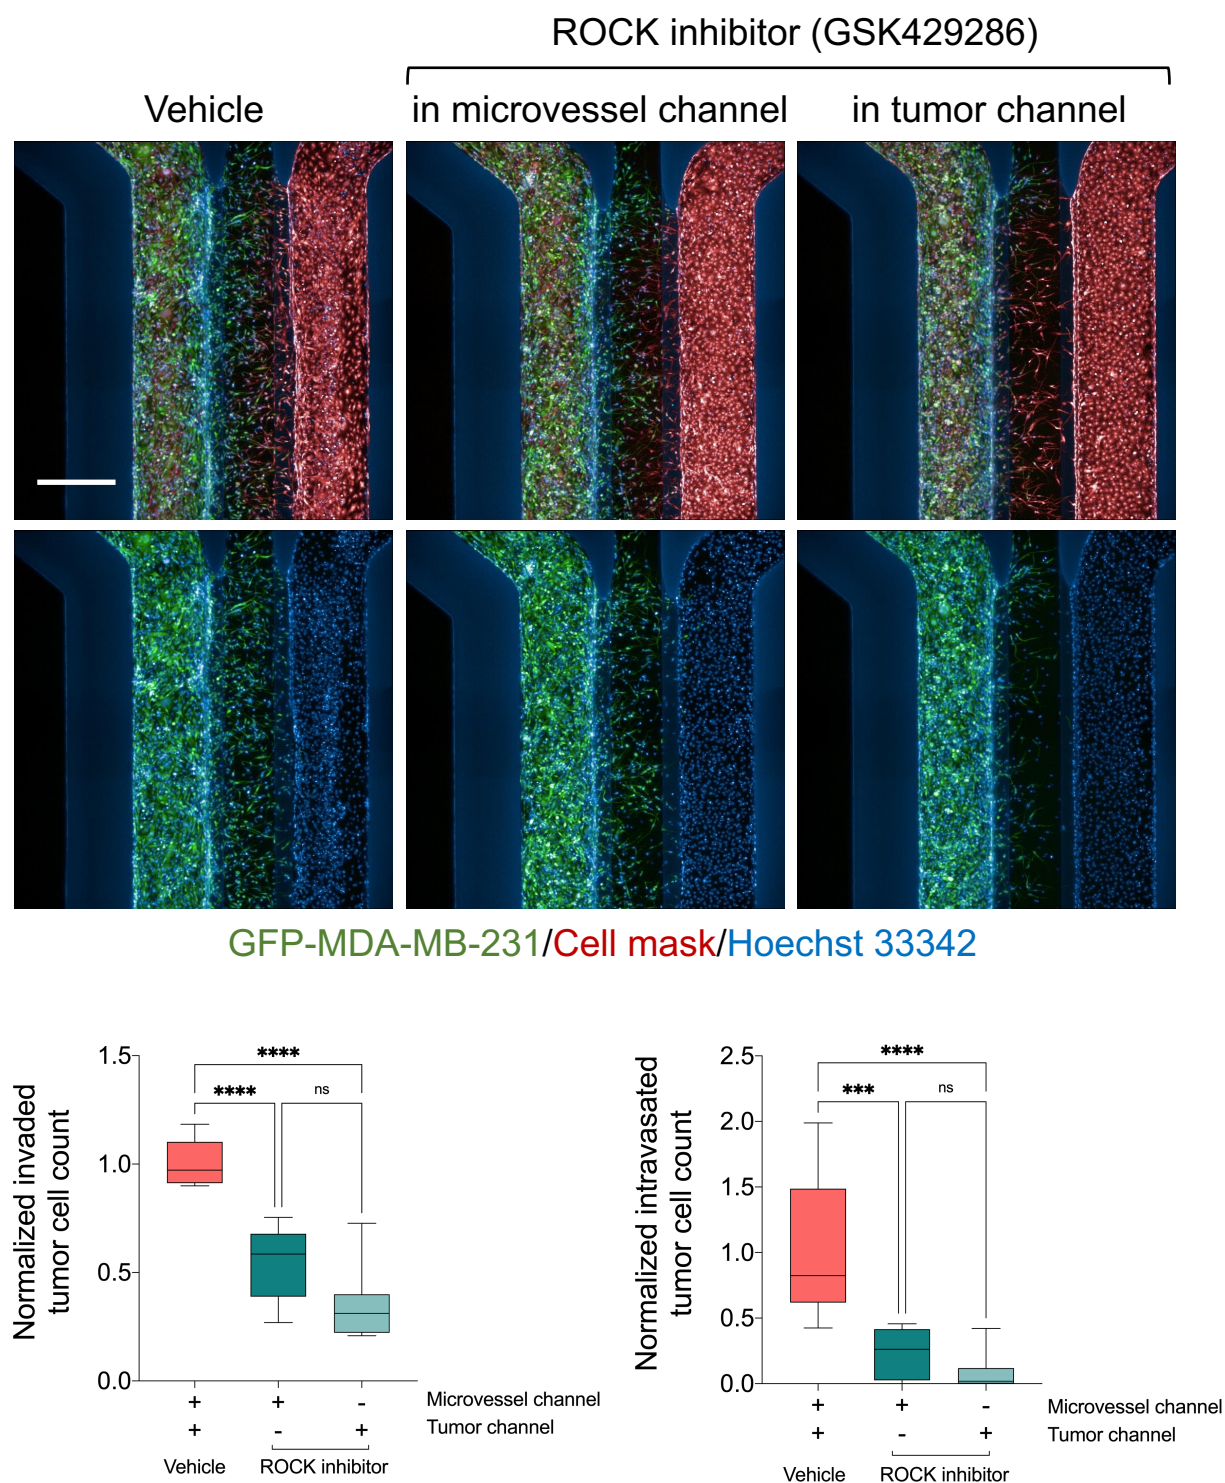 ROCK inhibitor (GSK429286)
Vehicle
in microvessel channel
in tumor channel
GFP-MDA-MB-231/Cell mask/Hoechst 33342
Normalized invaded
tumor cell count
1.5
1.0
0.5
0.0
****
****
ns
+ + - Microvessel channel
+ - + Tumor channel
Vehicle ROCK inhibitor
Normalized intravasated
tumor cell count
2.5
2.0
1.5
1.0
0.5
0.0
****
***
ns
+ + - Microvessel channel
+ - + Tumor channel
Vehicle ROCK inhibitor